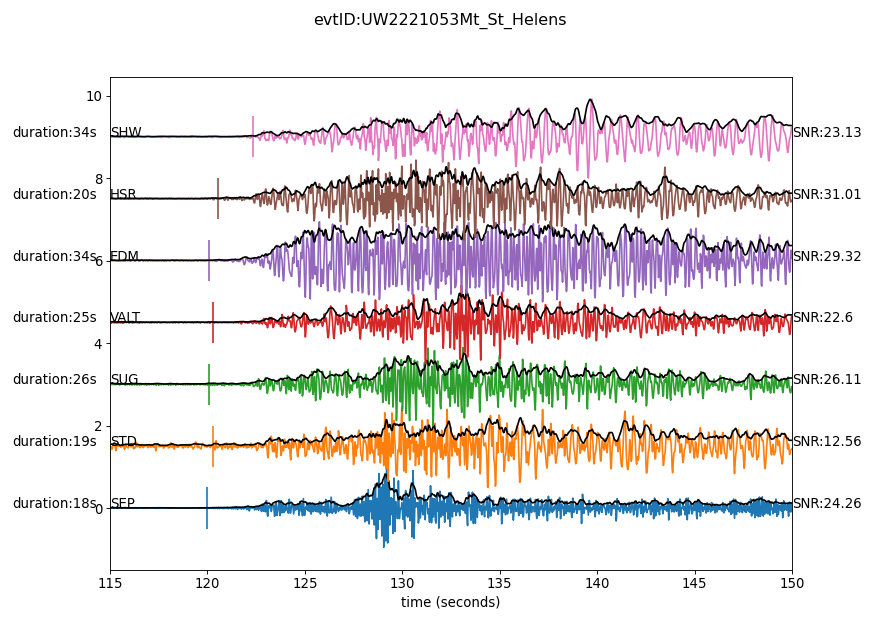 evtID:UW2221053Mt_St_Helens
10
duration:34s SHW SNR:23.13
8
duration:20s HSR SNR:31.01
duration:34s EDM SNR:29.32
6
duration:25s VALT SNR:22.6
4
duration:26s SUG SNR:26.11
2
duration:19s STD SNR:12.56
duration:18s SEP SNR:24.26
0
115 120 125 130 135 140 145 150
time (seconds)